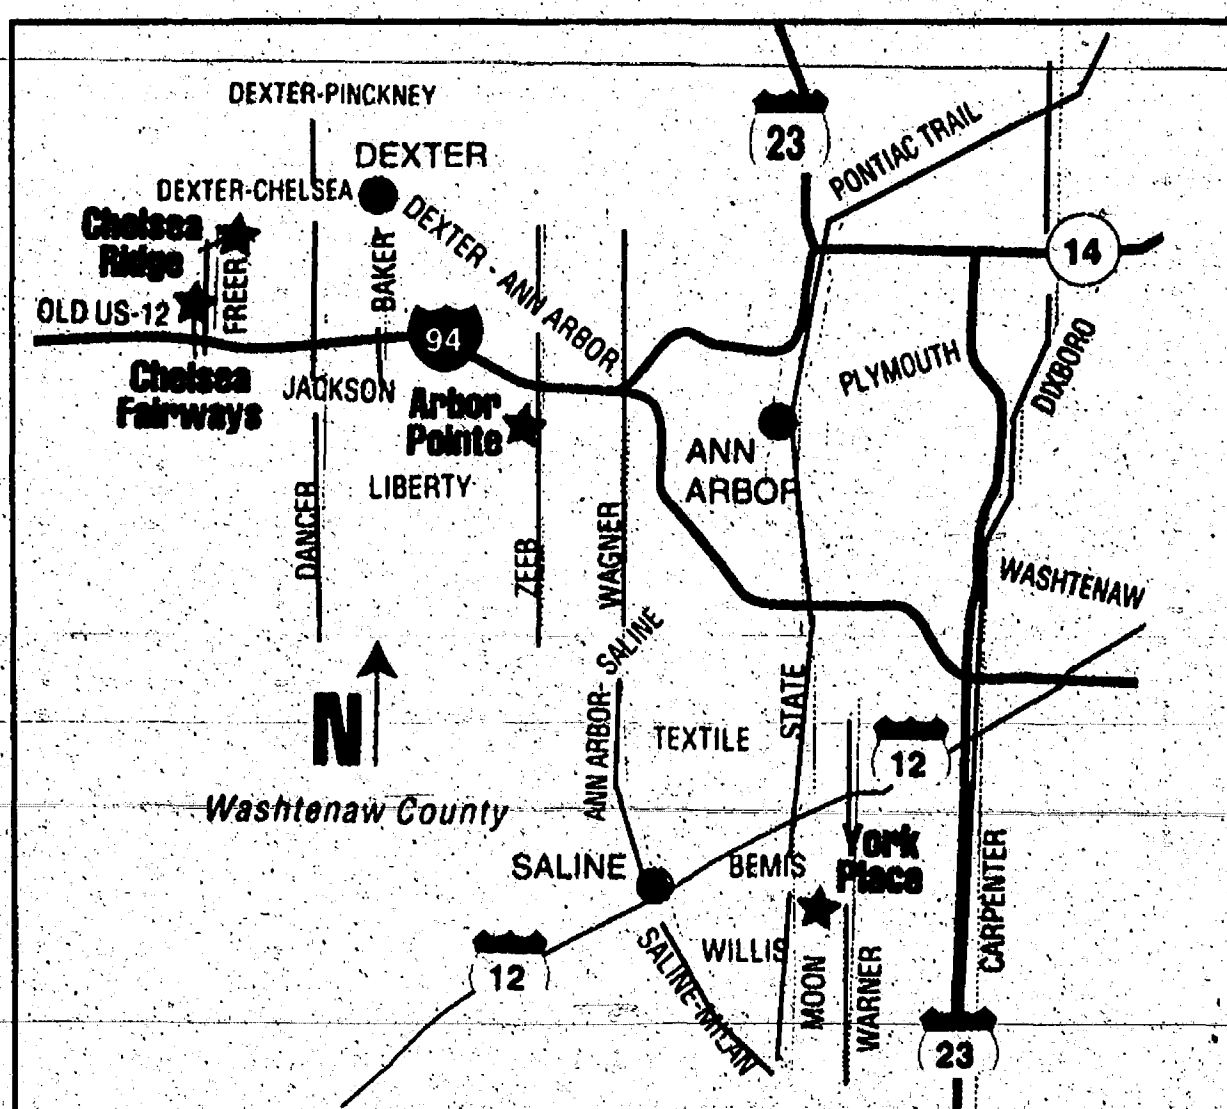 DEXTER-PINCKNEY
23
PONTIAC TRAIL
DEXTER
DEXTER-CHELSEA
Chelsea
Ridge
DEXTER - ANN ARBOR
14
BAKER
FREER
OLD US-12
94
PLYMOUTH
DIXBORO
Chelsea
Fairways
JACKSON
Arbor
Pointe
ANN
ARBOR
LIBERTY
DANCER
ZEEB
WAGNER
WASHTENAW
N
ANN ARBOR- SALINE
STATE
TEXTILE
12
Washtenaw County
York
Place
SALINE
BEMIS
CARPENTER
12
SALINE-MILAN
WILLIS
MOON
WARNER
23